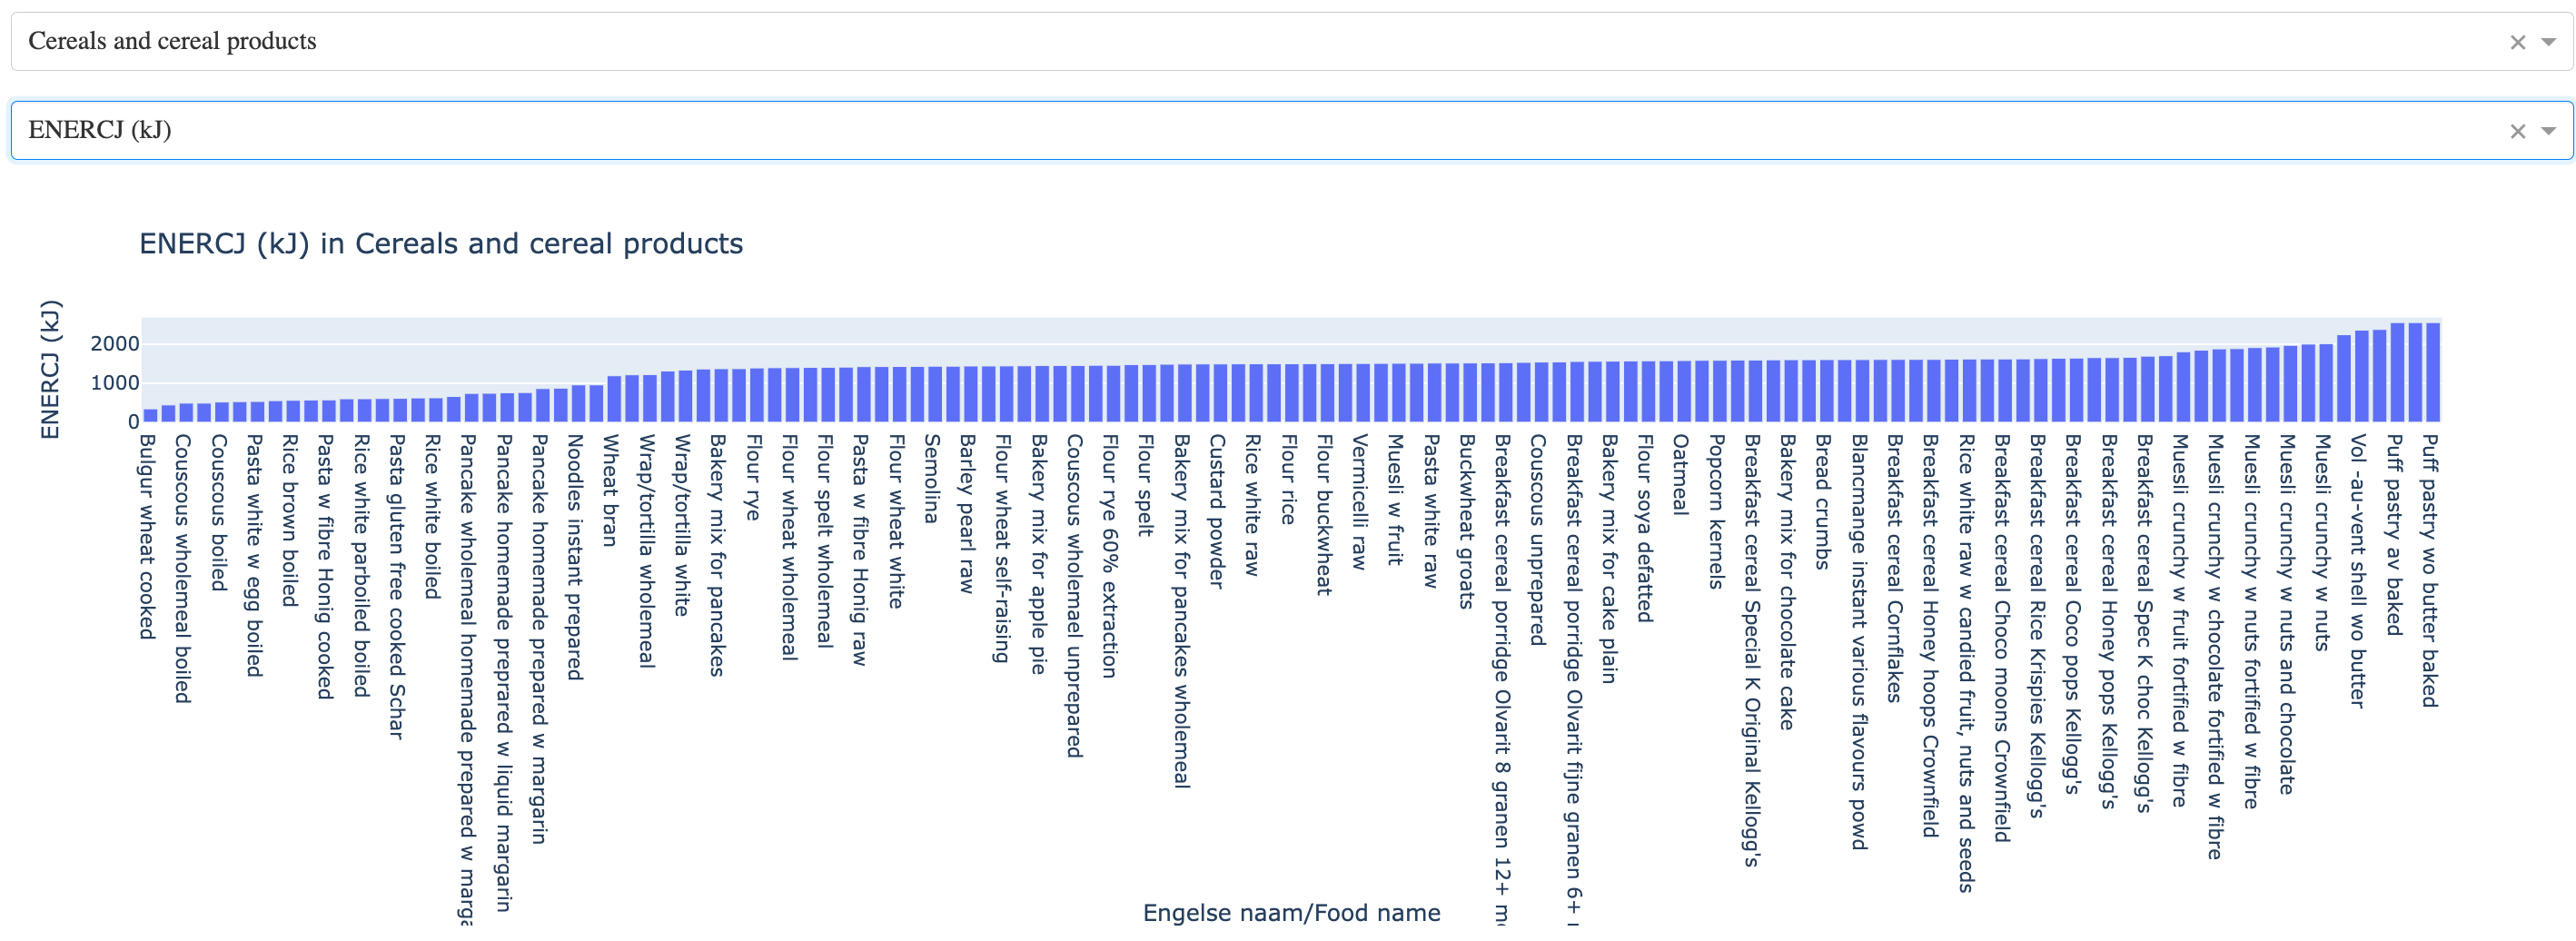 Cereals and cereal products
ENERCJ (kJ)
ENERCJ (kJ) in Cereals and cereal products
ENERCJ (kJ)
2000
1000
0
Bulgur wheat cooked
Couscous wholemeal boiled
Couscous boiled
Pasta white w egg boiled
Rice brown boiled
Pasta w fibre Honig cooked
Rice white parboiled boiled
Pasta gluten free cooked Schar
Rice white boiled
Pancake wholemeal homemade prepared w
Pancake homemade preprared w liquid margarin
Pancake homemade prepared w margarin
Noodles instant prepared
Wheat bran
Wrap/tortilla wholemeal
Wrap/tortilla white
Bakery mix for pancakes
Flour rye
Flour wheat wholemeal
Flour spelt wholemeal
Pasta w fibre Honig raw
Flour wheat white
Semolina
Barley pearl raw
Flour wheat self-raising
Bakery mix for apple pie
Couscous wholemael unprepared
Flour rye 60% extraction
Flour spelt
Bakery mix for pancakes wholemeal
Custard powder
Rice white raw
Flour rice
Flour buckwheat
Vermicelli raw
Muesli w fruit
Pasta white raw
Buckwheat groats
Breakfast cereal porridge Olvarit 8 granen 12+
Couscous unprepared
Breakfast cereal porridge Olvarit fijne granen 6+
Bakery mix for cake plain
Flour soya defatted
Oatmeal
Popcorn kernels
Breakfast cereal Special K Original Kellogg's
Bakery mix for chocolate cake
Bread crumbs
Blancmange instant various flavours powd
Breakfast cereal Cornflakes
Breakfast cereal Honey hoops Crownfield
Rice white raw w candied fruit, nuts and seeds
Breakfast cereal Choco moons Crownfield
Breakfast cereal Rice Krispies Kellogg's
Breakfast cereal Coco pops Kellogg's
Breakfast cereal Honey pops Kellogg's
Breakfast cereal Spec K choc Kellogg's
Muesli crunchy w fruit fortified w fibre
Muesli crunchy w chocolate fortified w fibre
Muesli crunchy w nuts fortified w fibre
Muesli crunchy w nuts and chocolate
Muesli crunchy w nuts
Vol -au-vent shell wo butter
Puff pastry av baked
Puff pastry wo butter baked
Engelse naam/Food name